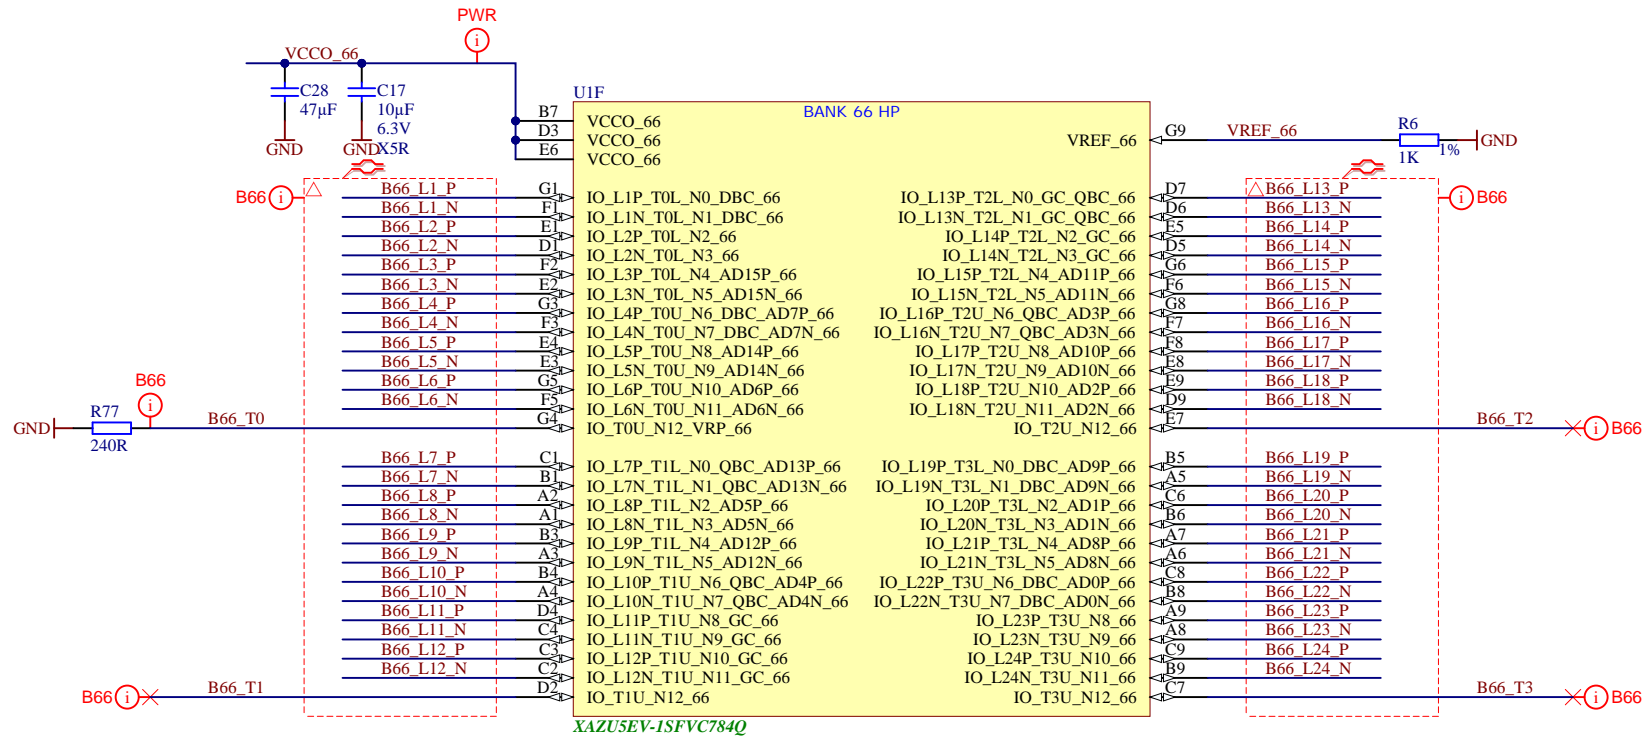 PWR
VCCO_66
C28
47µF
GND
C17
10µF
6.3V
X5R
GND
U1F
BANK 66 HP
B7 VCCO_66
D3 VCCO_66
E6 VCCO_66
VREF_66 G9 VREF_66 R6 1K 1% GND
B66 i
i B66
B66_L1_P G1 IO_L1P_T0L_N0_DBC_66 IO_L13P_T2L_N0_GC_QBC_66 D7 B66_L13_P
B66_L1_N F1 IO_L1N_T0L_N1_DBC_66 IO_L13N_T2L_N1_GC_QBC_66 D6 B66_L13_N
B66_L2_P E1 IO_L2P_T0L_N2_66 IO_L14P_T2L_N2_GC_66 E5 B66_L14_P
B66_L2_N D1 IO_L2N_T0L_N3_66 IO_L14N_T2L_N3_GC_66 D5 B66_L14_N
B66_L3_P F2 IO_L3P_T0L_N4_AD15P_66 IO_L15P_T2L_N4_AD11P_66 G6 B66_L15_P
B66_L3_N E2 IO_L3N_T0L_N5_AD15N_66 IO_L15N_T2L_N5_AD11N_66 F6 B66_L15_N
B66_L4_P G3 IO_L4P_T0U_N6_DBC_AD7P_66 IO_L16P_T2U_N6_QBC_AD3P_66 G8 B66_L16_P
B66_L4_N F3 IO_L4N_T0U_N7_DBC_AD7N_66 IO_L16N_T2U_N7_QBC_AD3N_66 F7 B66_L16_N
B66_L5_P E4 IO_L5P_T0U_N8_AD14P_66 IO_L17P_T2U_N8_AD10P_66 F8 B66_L17_P
B66_L5_N E3 IO_L5N_T0U_N9_AD14N_66 IO_L17N_T2U_N9_AD10N_66 E8 B66_L17_N
B66_L6_P G5 IO_L6P_T0U_N10_AD6P_66 IO_L18P_T2U_N10_AD2P_66 E9 B66_L18_P
B66_L6_N F5 IO_L6N_T0U_N11_AD6N_66 IO_L18N_T2U_N11_AD2N_66 D9 B66_L18_N
B66
GND R77 240R B66_T0 G4 IO_T0U_N12_VRP_66 IO_T2U_N12_66 E7 B66_T2 i B66
B66_L7_P C1 IO_L7P_T1L_N0_QBC_AD13P_66 IO_L19P_T3L_N0_DBC_AD9P_66 B5 B66_L19_P
B66_L7_N B1 IO_L7N_T1L_N1_QBC_AD13N_66 IO_L19N_T3L_N1_DBC_AD9N_66 A5 B66_L19_N
B66_L8_P A2 IO_L8P_T1L_N2_AD5P_66 IO_L20P_T3L_N2_AD1P_66 C6 B66_L20_P
B66_L8_N A1 IO_L8N_T1L_N3_AD5N_66 IO_L20N_T3L_N3_AD1N_66 B6 B66_L20_N
B66_L9_P B3 IO_L9P_T1L_N4_AD12P_66 IO_L21P_T3L_N4_AD8P_66 A7 B66_L21_P
B66_L9_N A3 IO_L9N_T1L_N5_AD12N_66 IO_L21N_T3L_N5_AD8N_66 A6 B66_L21_N
B66_L10_P B4 IO_L10P_T1U_N6_QBC_AD4P_66 IO_L22P_T3U_N6_DBC_AD0P_66 C8 B66_L22_P
B66_L10_N A4 IO_L10N_T1U_N7_QBC_AD4N_66 IO_L22N_T3U_N7_DBC_AD0N_66 B8 B66_L22_N
B66_L11_P D4 IO_L11P_T1U_N8_GC_66 IO_L23P_T3U_N8_66 A9 B66_L23_P
B66_L11_N C4 IO_L11N_T1U_N9_GC_66 IO_L23N_T3U_N9_66 A8 B66_L23_N
B66_L12_P C3 IO_L12P_T1U_N10_GC_66 IO_L24P_T3U_N10_66 C9 B66_L24_P
B66_L12_N C2 IO_L12N_T1U_N11_GC_66 IO_L24N_T3U_N11_66 B9 B66_L24_N
B66 i B66_T1 D2 IO_T1U_N12_66 IO_T3U_N12_66 C7 B66_T3 i B66
XAZU5EV-1SFVC784Q